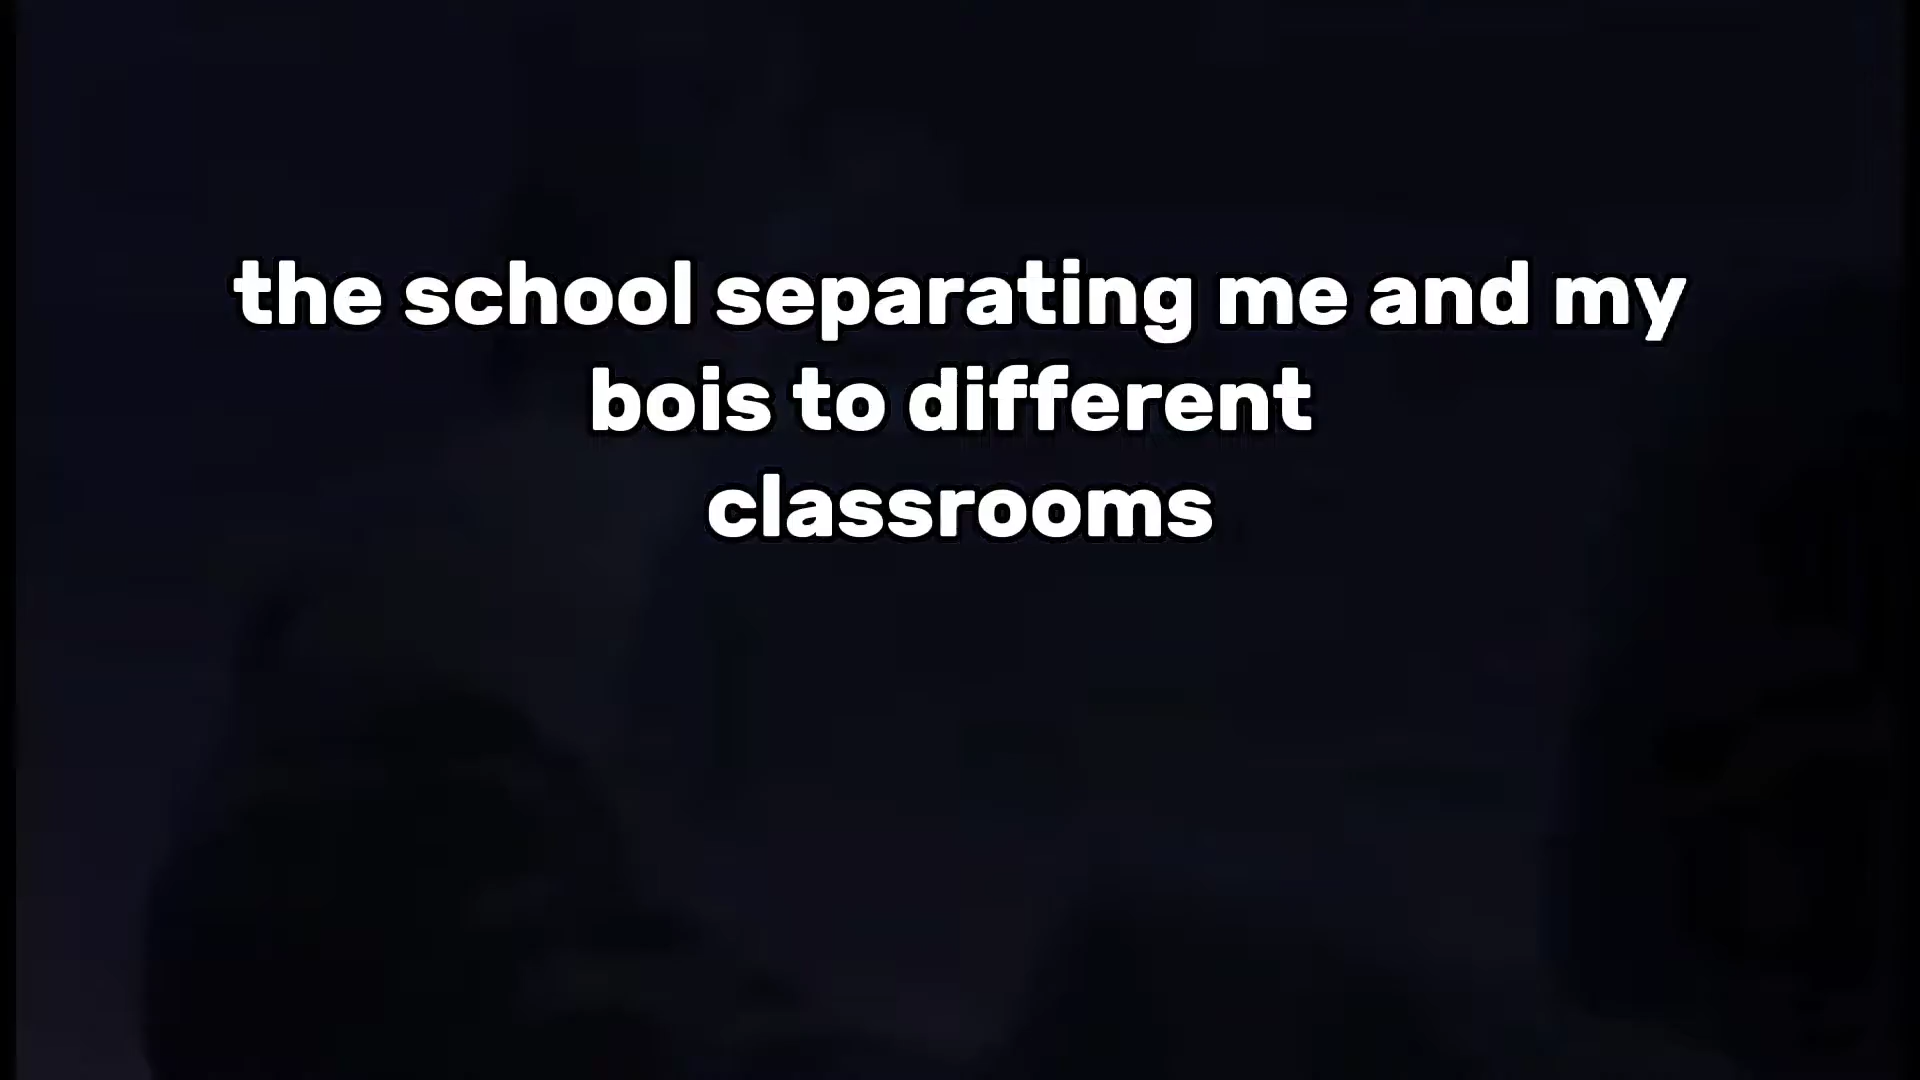 the school separating me and my
bois to different
classrooms